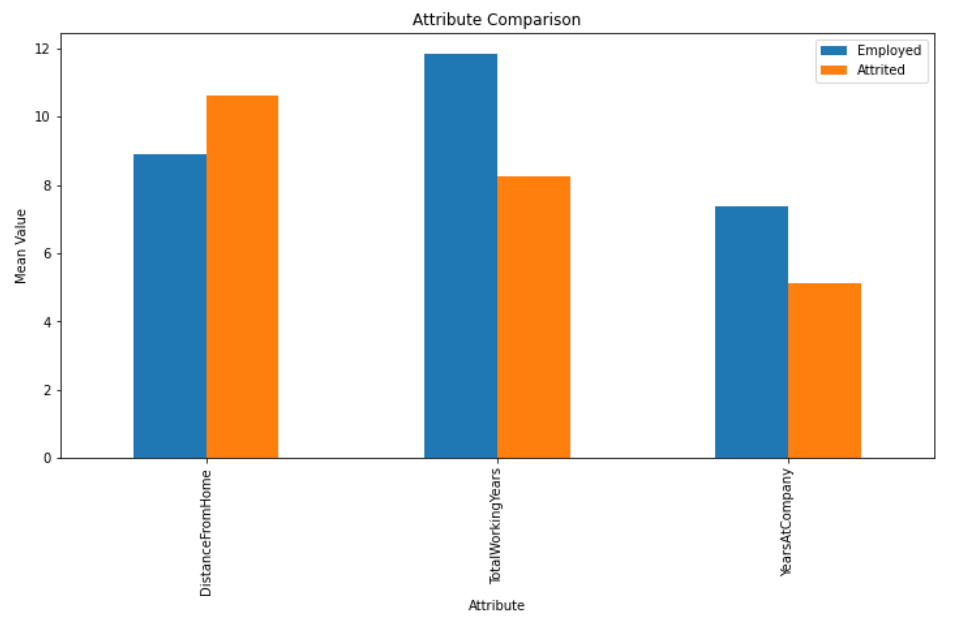 Attribute Comparison
Employed
Attrited
12
10
8
6
4
2
0
Mean Value
DistanceFromHome
TotalWorkingYears
YearsAtCompany
Attribute